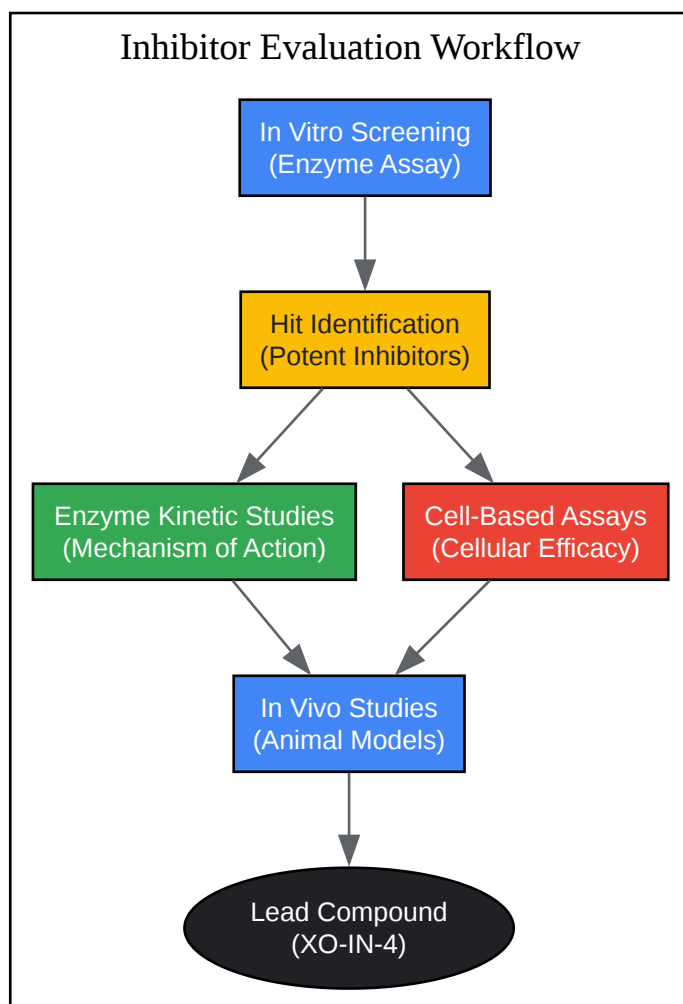 Inhibitor Evaluation Workflow
In Vitro Screening
(Enzyme Assay)
Hit Identification
(Potent Inhibitors)
Enzyme Kinetic Studies
(Mechanism of Action)
Cell-Based Assays
(Cellular Efficacy)
In Vivo Studies
(Animal Models)
Lead Compound
(XO-IN-4)